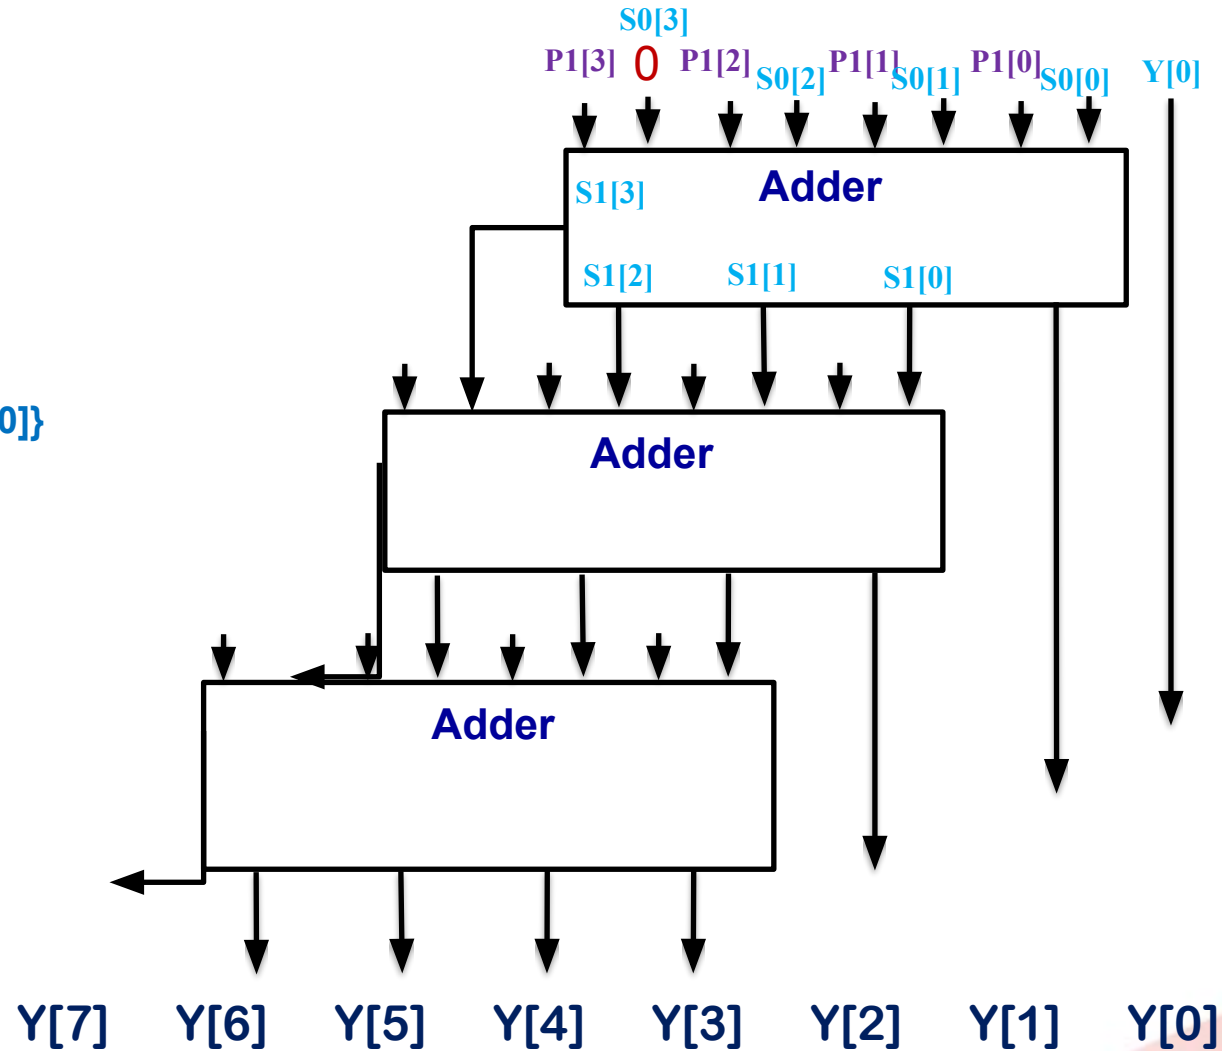 S0[3]
P1[3] 0 P1[2] S0[2] P1[1] S0[1] P1[0] S0[0] Y[0]
Adder
S1[3]
S1[2] S1[1] S1[0]
0]}
Adder
Adder
Y[7] Y[6] Y[5] Y[4] Y[3] Y[2] Y[1] Y[0]